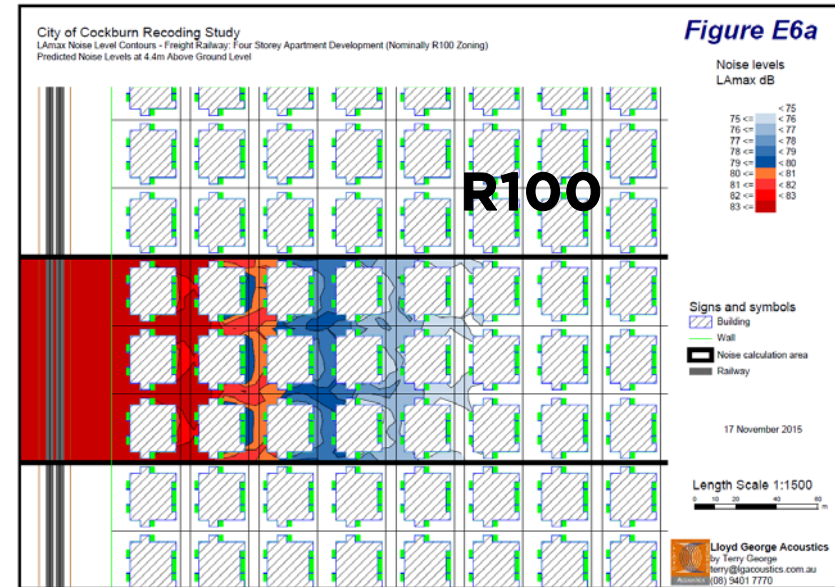 City of Cockburn Recoding Study
LAmax Noise Level Contours - Freight Railway: Four Storey Apartment Development (Nominally R100 Zoning)
Predicted Noise Levels at 4.4m Above Ground Level
Figure E6a
Noise levels
LAmax dB
< 75
75 <= < 76
76 <= < 77
77 <= < 78
78 <= < 79
79 <= < 80
80 <= < 81
81 <= < 82
82 <= < 83
83 <=
R100
Signs and symbols
Building
Wall
Noise calculation area
Railway
17 November 2015
Length Scale 1:1500
0 10 20 40 60
m
Lloyd George Acoustics
by Terry George
terry@lgacoustics.com.au
(08) 9401 7770
ACOUSTICS